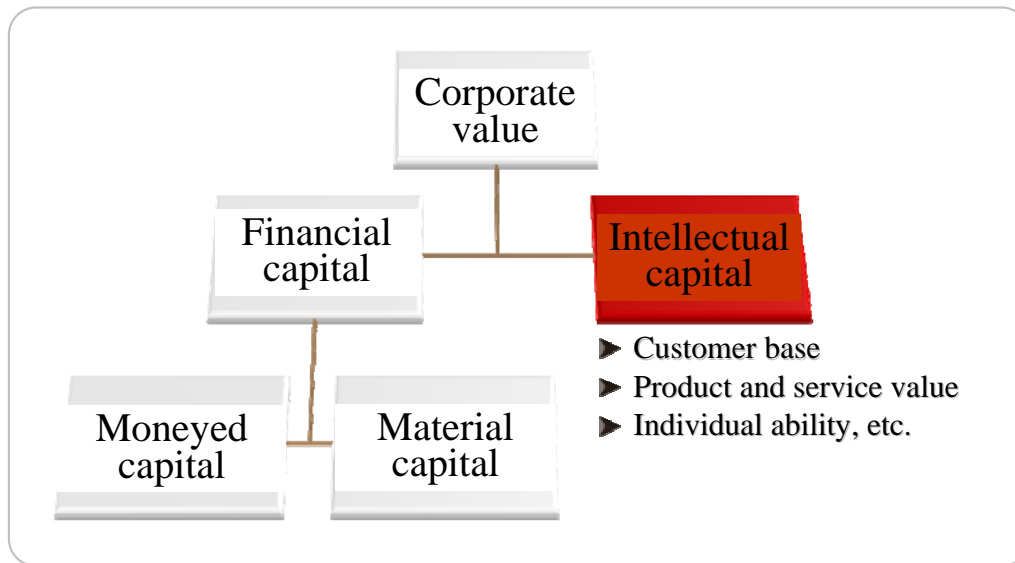 Corporate
value
Financial
capital
Intellectual
capital
Customer base
Product and service value
Individual ability, etc.
Moneyed
capital
Material
capital